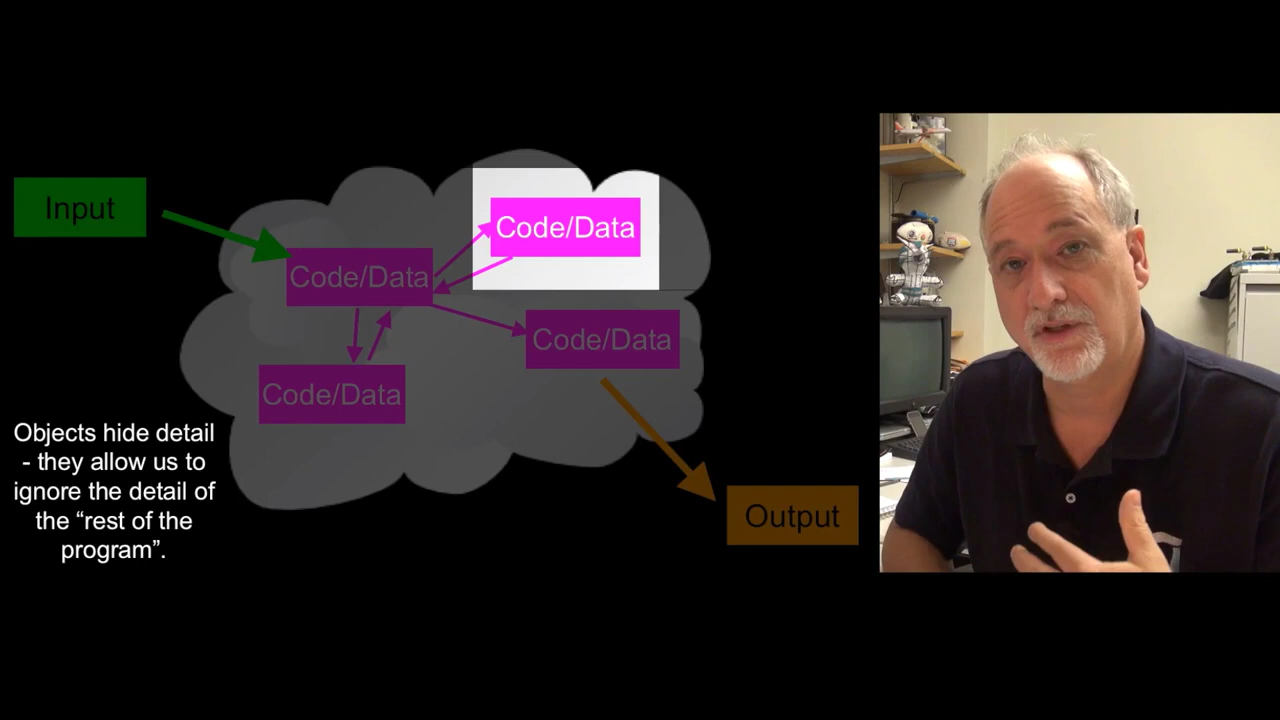 Input
Code/Data
Code/Data
Code/Data
Code/Data
Output
Objects hide detail
- they allow us to
ignore the detail of
the “rest of the
program”.